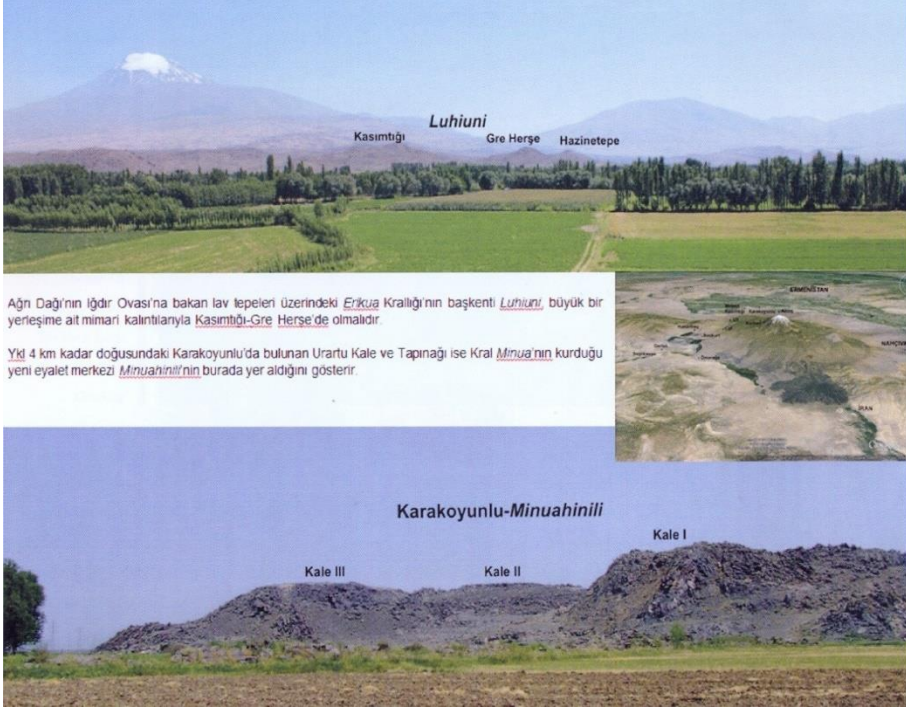 Luhiuni
Kasımtığı
Gre Herşe
Hazinetepe
Ağrı Dağı'nın Iğdır Ovası'na bakan lav tepeleri üzerindeki Erikua Krallığı'nın başkenti Luhiuni, büyük bir
yerleşime ait mimari kalıntılarıyla Kasımtığı-Gre Herşe'de olmalıdır.
Ykl 4 km kadar doğusundaki Karakoyunlu'da bulunan Urartu Kale ve Tapınağı ise Kral Minua'nın kurduğu
yeni eyalet merkezi Minuahinili'nin burada yer aldığını gösterir.
ERMENİSTAN
İRAN
Karakoyunlu-Minuahinili
Kale I
Kale III
Kale II